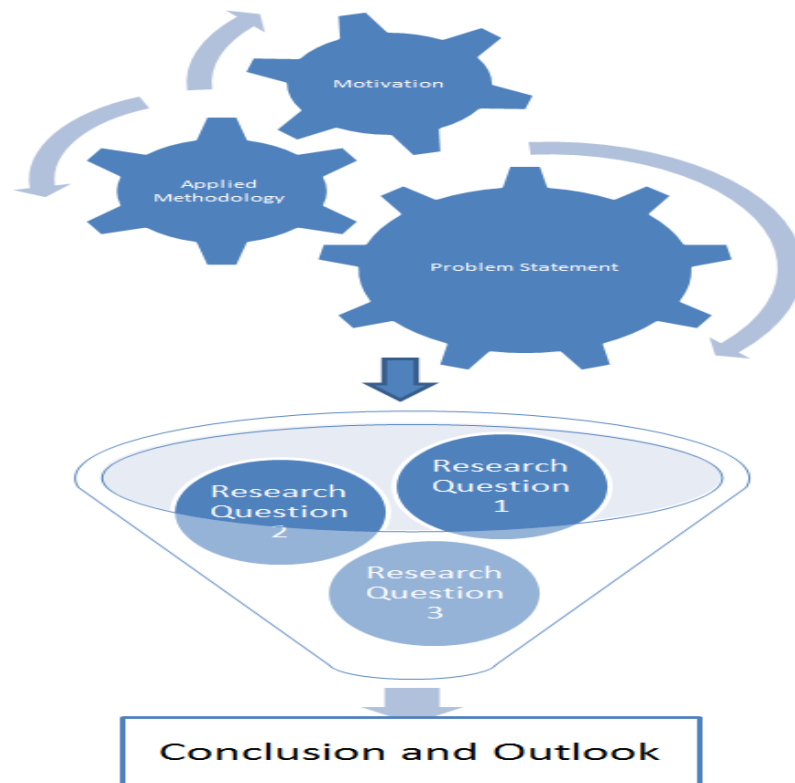 Motivation
Applied
Methodology
Problem Statement
Research
Question
1
Research
Question
2
Research
Question
3
Conclusion and Outlook